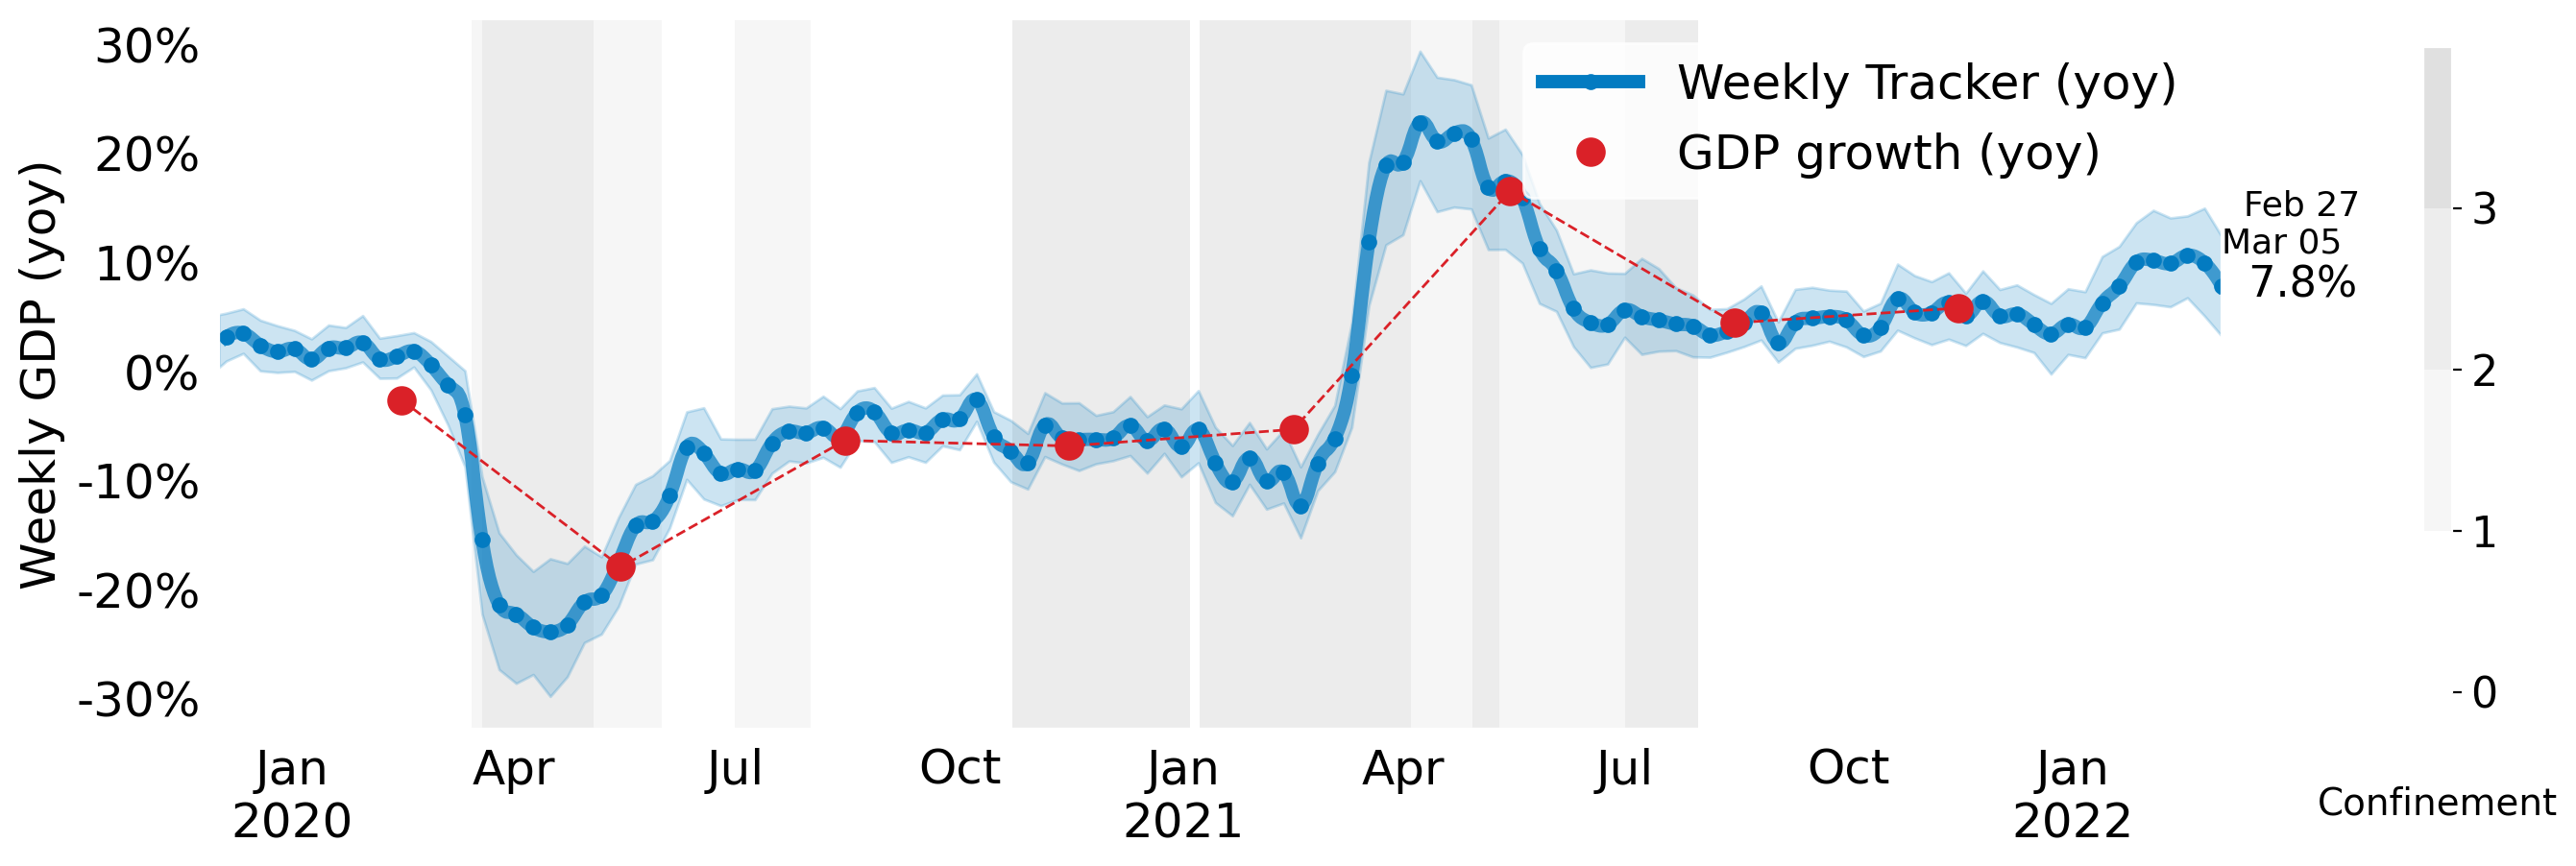 Weekly GDP (yoy)
30%
20%
10%
0%
-10%
-20%
-30%
Weekly Tracker (yoy)
GDP growth (yoy)
Feb 27
Mar 05
7.8%
3
2
1
0
Jan Apr Jul Oct Jan Apr Jul Oct Jan
2020 2021 2022
Confinement